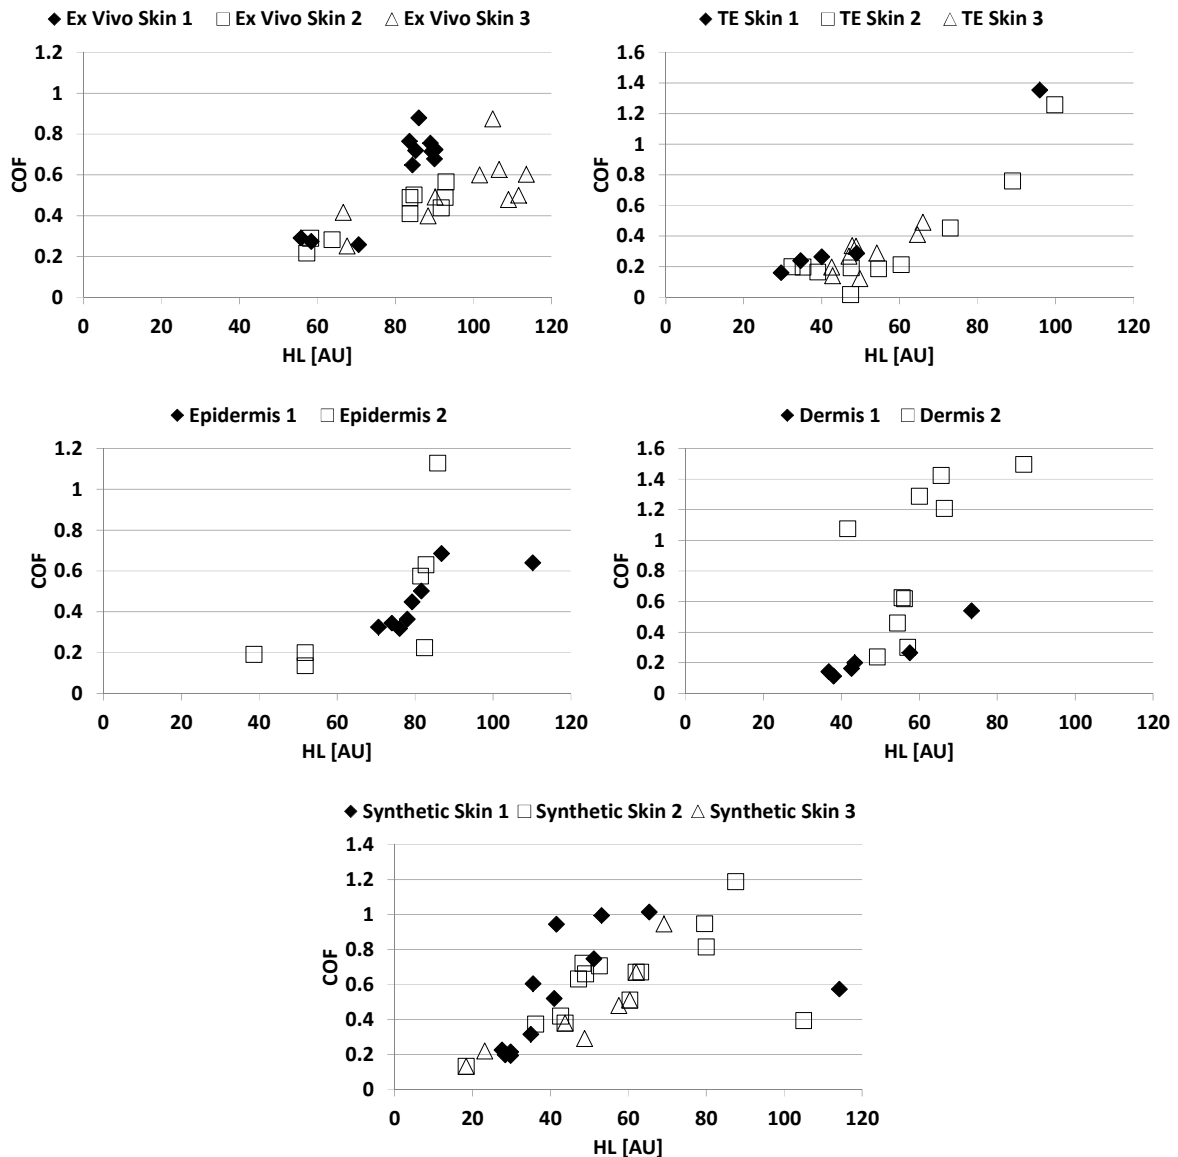 Ex Vivo Skin 1 Ex Vivo Skin 2 Ex Vivo Skin 3
1.2
1
0.8
0.6
0.4
0.2
0
COF
0 20 40 60 80 100 120
HL [AU]
TE Skin 1 TE Skin 2 TE Skin 3
1.6
1.4
1.2
1
0.8
0.6
0.4
0.2
0
COF
0 20 40 60 80 100 120
HL [AU]
Epidermis 1 Epidermis 2
1.2
1
0.8
0.6
0.4
0.2
0
COF
0 20 40 60 80 100 120
HL [AU]
Dermis 1 Dermis 2
1.6
1.4
1.2
1
0.8
0.6
0.4
0.2
0
COF
0 20 40 60 80 100 120
HL [AU]
Synthetic Skin 1 Synthetic Skin 2 Synthetic Skin 3
1.4
1.2
1
0.8
0.6
0.4
0.2
0
COF
0 20 40 60 80 100 120
HL [AU]